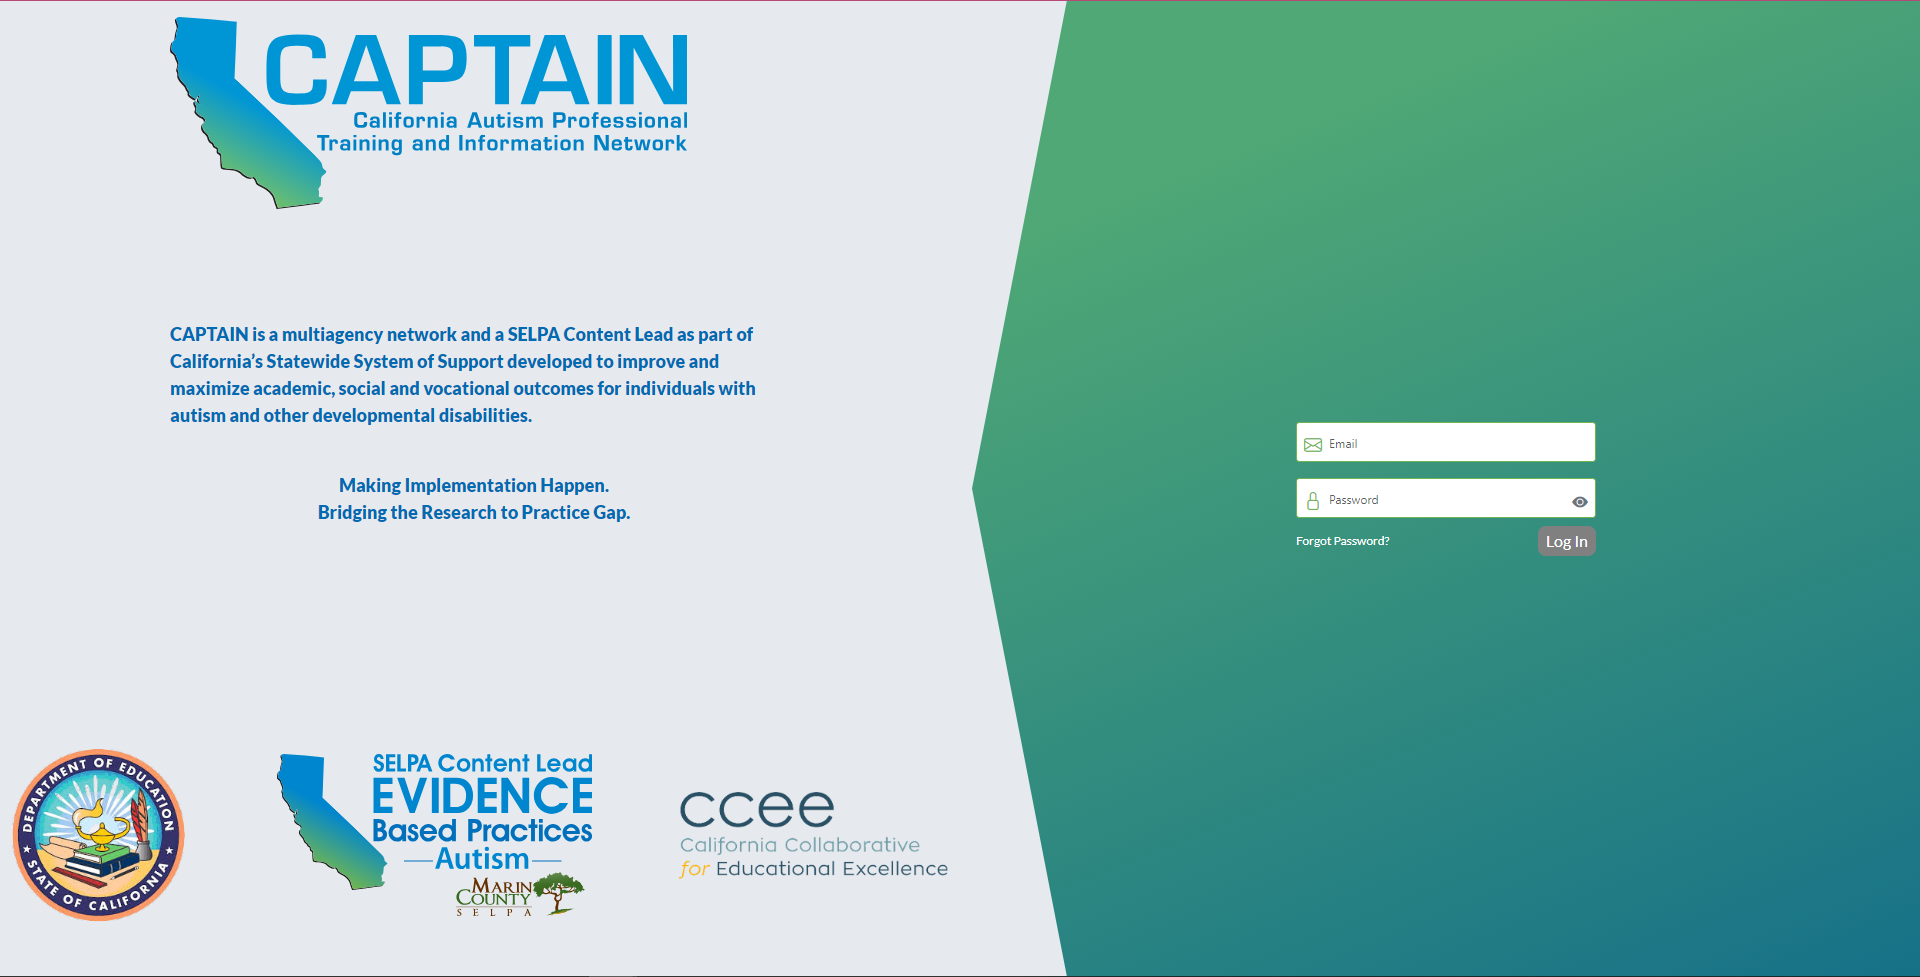 CAPTAIN
California Autism Professional
Training and Information Network
CAPTAIN is a multiagency network and a SELPA Content Lead as part of
California’s Statewide System of Support developed to improve and
maximize academic, social and vocational outcomes for individuals with
autism and other developmental disabilities.
Making Implementation Happen.
Bridging the Research to Practice Gap.
Email
Password
Forgot Password?
Log In
DEPARTMENT OF EDUCATION
STATE OF CALIFORNIA
SELPA Content Lead
EVIDENCE
Based Practices
Autism
MARIN
COUNTY
SELPA
ccee
California Collaborative
for Educational Excellence